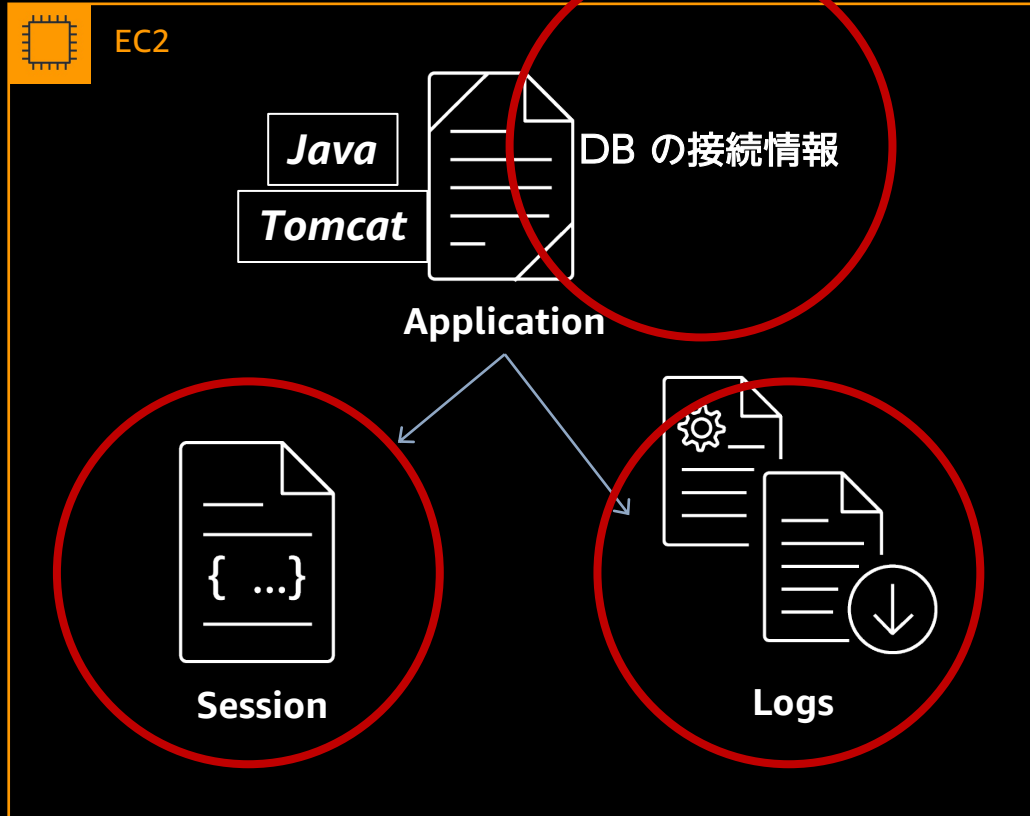 EC2
Java
DB の接続情報
Tomcat
Application
{ ...}
Session
Logs